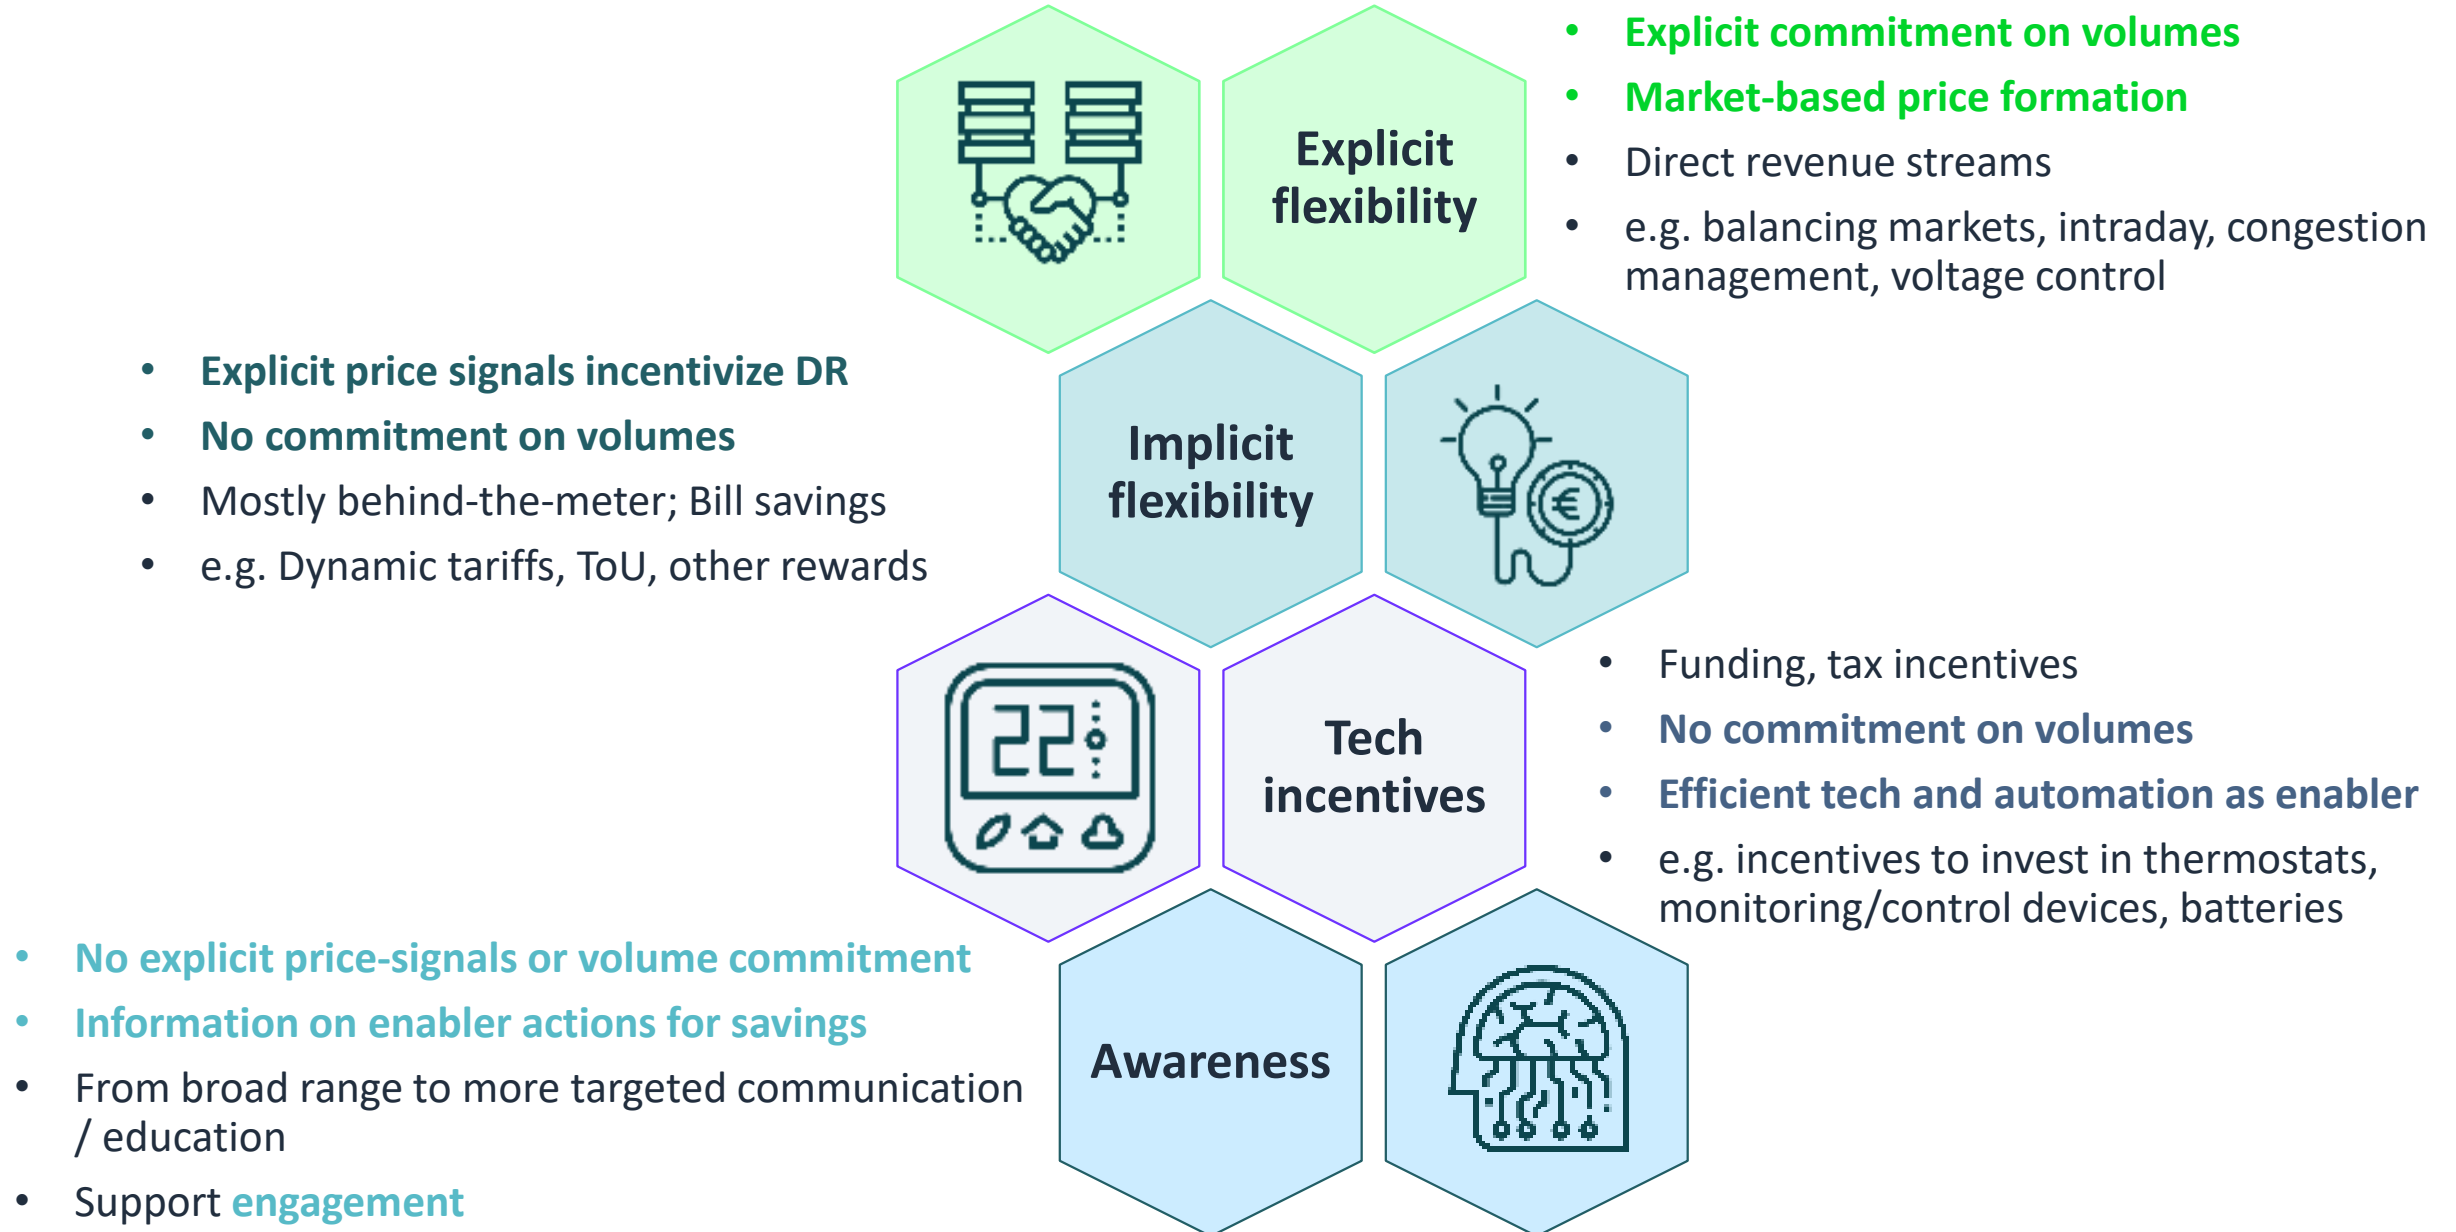 Explicit
flexibility
• Explicit commitment on volumes
• Market-based price formation
• Direct revenue streams
• e.g. balancing markets, intraday, congestion
management, voltage control
• Explicit price signals incentivize DR
• No commitment on volumes
• Mostly behind-the-meter; Bill savings
• e.g. Dynamic tariffs, ToU, other rewards
Implicit
flexibility
€
22
Tech
incentives
• Funding, tax incentives
• No commitment on volumes
• Efficient tech and automation as enabler
• e.g. incentives to invest in thermostats,
monitoring/control devices, batteries
• No explicit price-signals or volume commitment
• Information on enabler actions for savings
• From broad range to more targeted communication
/ education
• Support engagement
Awareness